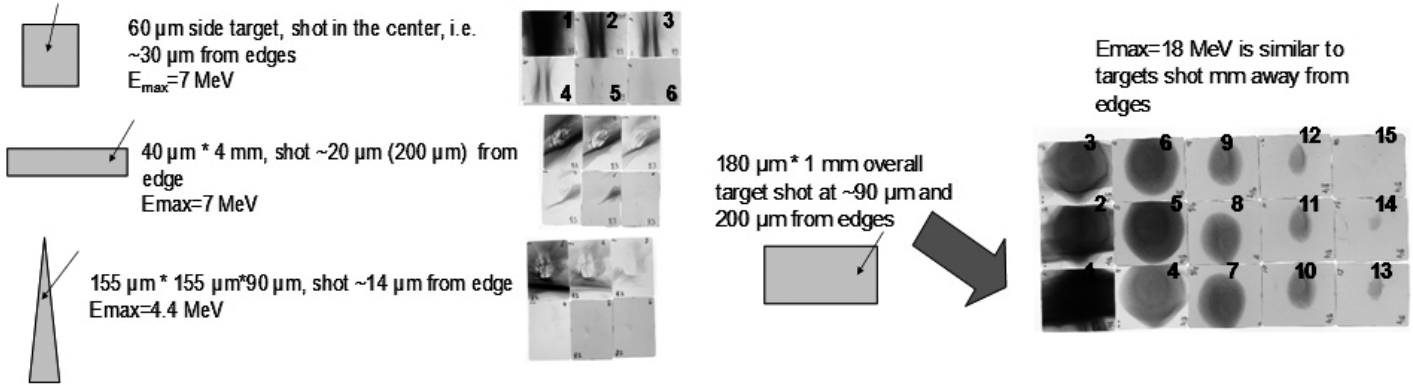 60 μm side target, shot in the center, i.e.
~30 μm from edges
Emax=7 MeV
1 2 3
4 5 6
40 μm * 4 mm, shot ~20 μm (200 μm) from
edge
Emax=7 MeV
155 μm * 155 μm*90 μm, shot ~14 μm from edge
Emax=4.4 MeV
180 μm * 1 mm overall
target shot at ~90 μm and
200 μm from edges
Emax=18 MeV is similar to
targets shot mm away from
edges
3 6 9 12 15
2 5 8 11 14
1 4 7 10 13